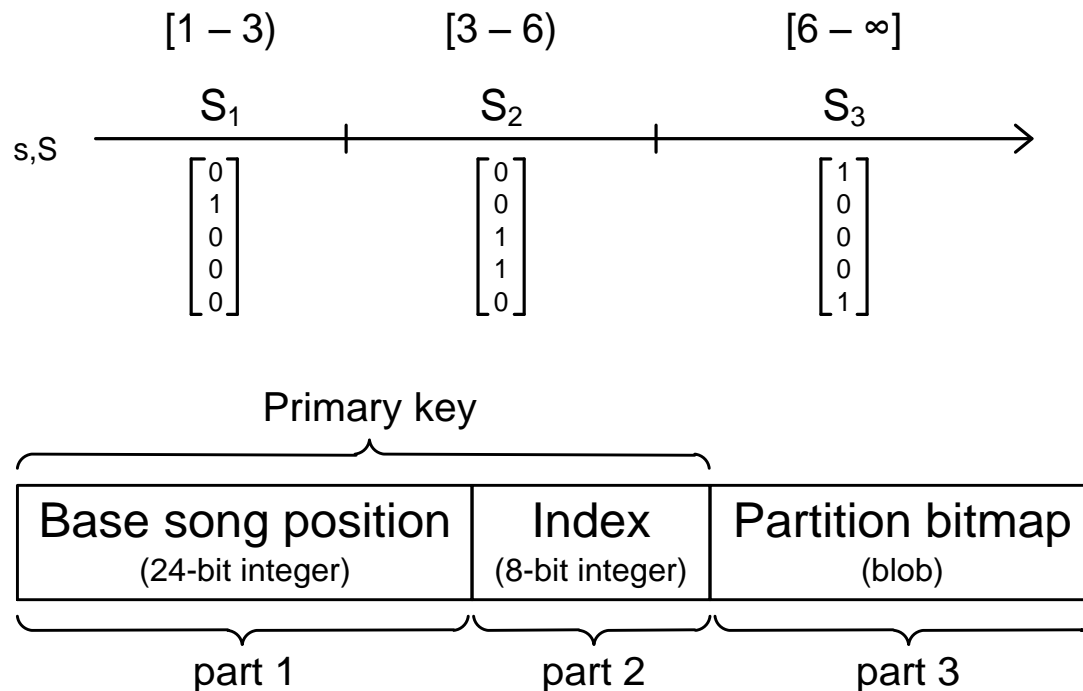 [1 – 3) [3 – 6) [6 – ∞]
S₁ S₂ S₃
s,S
0 0 1
1 0 0
0 1 0
0 1 0
0 0 1
Primary key
Base song position Index Partition bitmap
(24-bit integer) (8-bit integer) (blob)
part 1 part 2 part 3